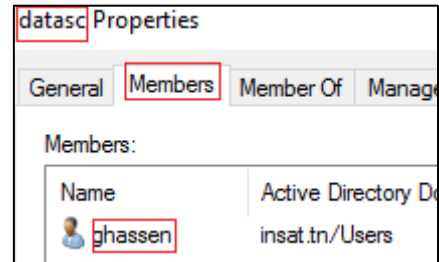 datasc Properties
General Members Member Of Manage
Members:
Name Active Directory Do
ghassen insat.tn/Users